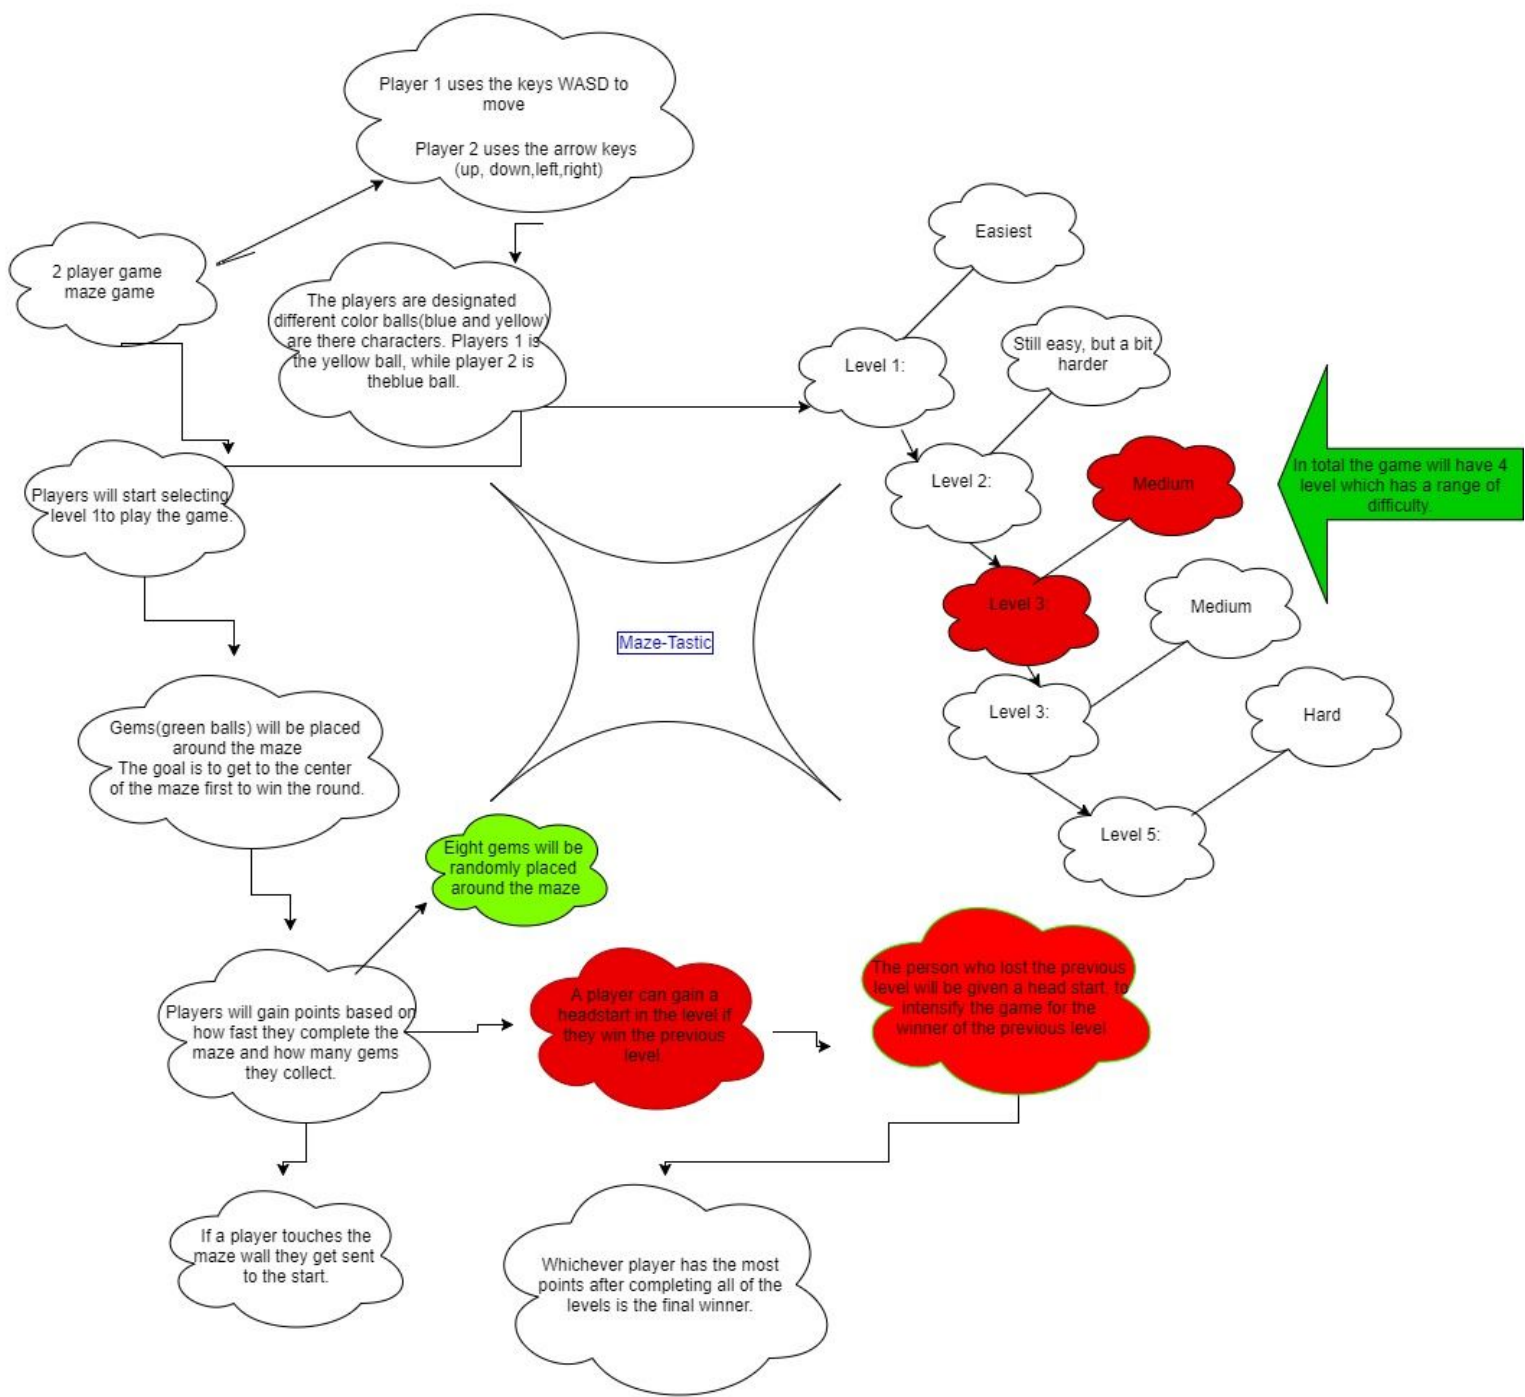 Player 1 uses the keys WASD to
move
Player 2 uses the arrow keys
(up, down,left,right)
2 player game
maze game
The players are designated
different color balls(blue and yellow)
are there characters. Players 1 is
the yellow ball, while player 2 is
theblue ball.
Players will start selecting
level 1to play the game.
Gems(green balls) will be placed
around the maze
The goal is to get to the center
of the maze first to win the round.
Eight gems will be
randomly placed
around the maze
Players will gain points based on
how fast they complete the
maze and how many gems
they collect.
If a player touches the
maze wall they get sent
to the start.
A player can gain a
headstart in the level if
they win the previous
level.
The person who lost the previous
level will be given a head start, to
intensify the game for the
winner of the previous level.
Whichever player has the most
points after completing all of the
levels is the final winner.
Maze-Tastic
Easiest
Level 1:
Still easy, but a bit
harder
Level 2:
Medium
Level 3:
Medium
Level 3:
Hard
Level 5:
In total the game will have 4
level which has a range of
difficulty.